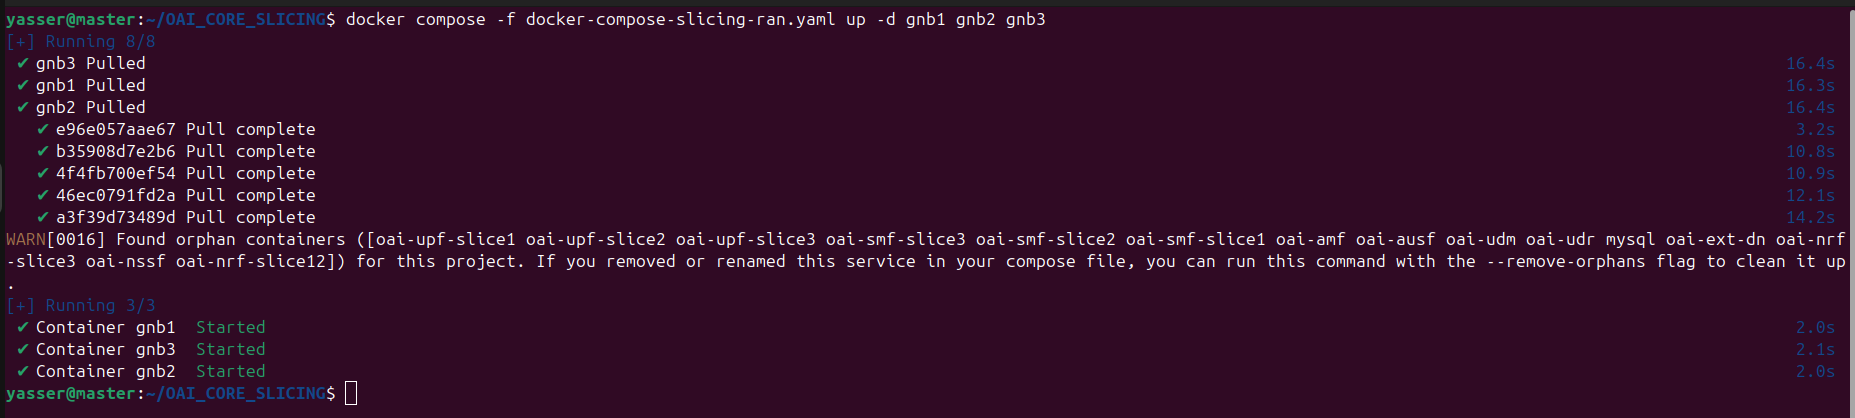 yasser@master:~/OAI_CORE_SLICING$ docker compose -f docker-compose-slicing-ran.yaml up -d gnb1 gnb2 gnb3
[+] Running 8/8
✔ gnb3 Pulled 16.4s
✔ gnb1 Pulled 16.3s
✔ gnb2 Pulled 16.4s
✔ e96e057aae67 Pull complete 3.2s
✔ b35908d7e2b6 Pull complete 10.8s
✔ 4f4fb700ef54 Pull complete 10.9s
✔ 46ec0791fd2a Pull complete 12.1s
✔ a3f39d73489d Pull complete 14.2s
WARN[0016] Found orphan containers ([oai-upf-slice1 oai-upf-slice2 oai-upf-slice3 oai-smf-slice3 oai-smf-slice2 oai-smf-slice1 oai-amf oai-ausf oai-udm oai-udr mysql oai-ext-dn oai-nrf
-slice3 oai-nssf oai-nrf-slice12]) for this project. If you removed or renamed this service in your compose file, you can run this command with the --remove-orphans flag to clean it up
.
[+] Running 3/3
✔ Container gnb1 Started 2.0s
✔ Container gnb3 Started 2.1s
✔ Container gnb2 Started 2.0s
yasser@master:~/OAI_CORE_SLICING$